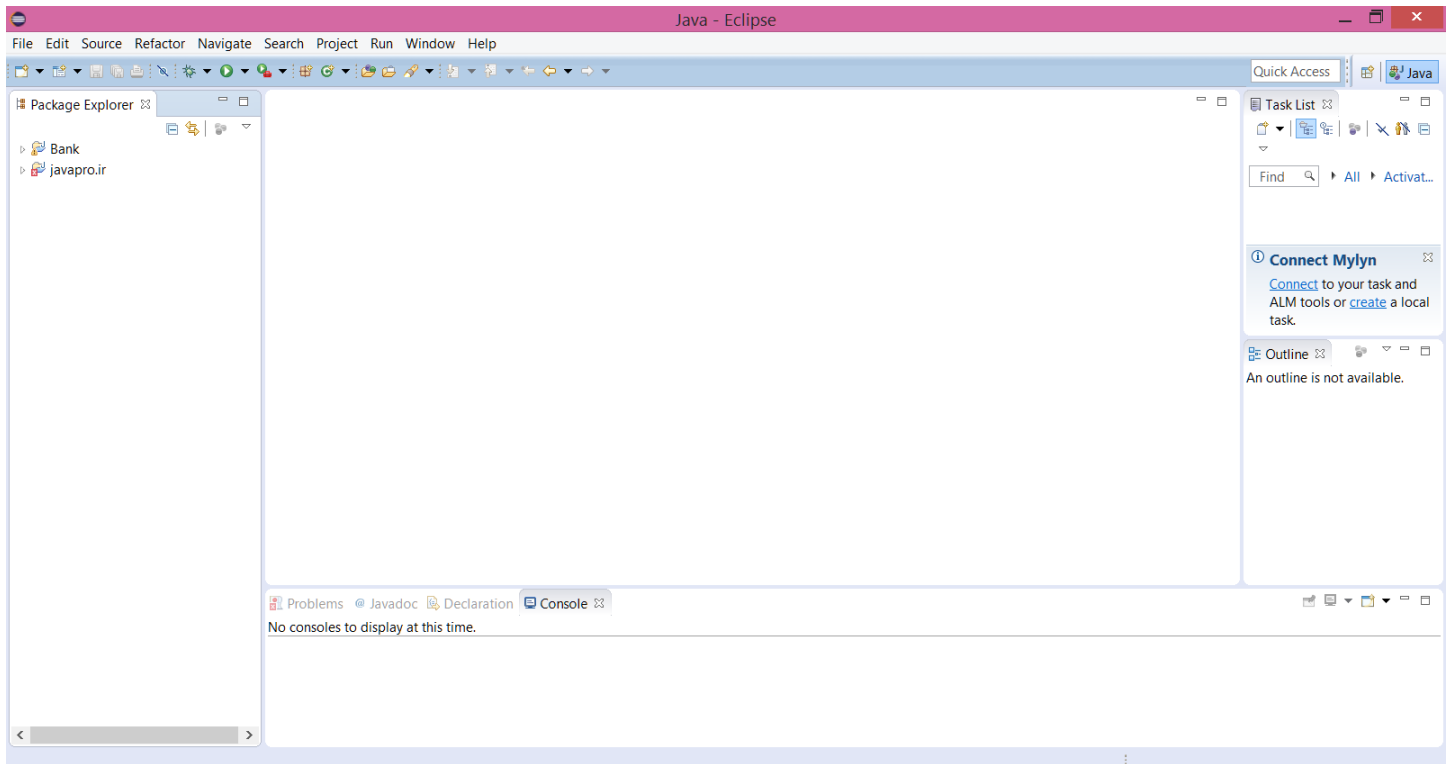 Java - Eclipse
File Edit Source Refactor Navigate Search Project Run Window Help
Quick Access
Java
Package Explorer
Bank
javapro.ir
Task List
Find
All
Activat...
Connect Mylyn
Connect to your task and
ALM tools or create a local
task.
Outline
An outline is not available.
Problems @ Javadoc Declaration Console
No consoles to display at this time.